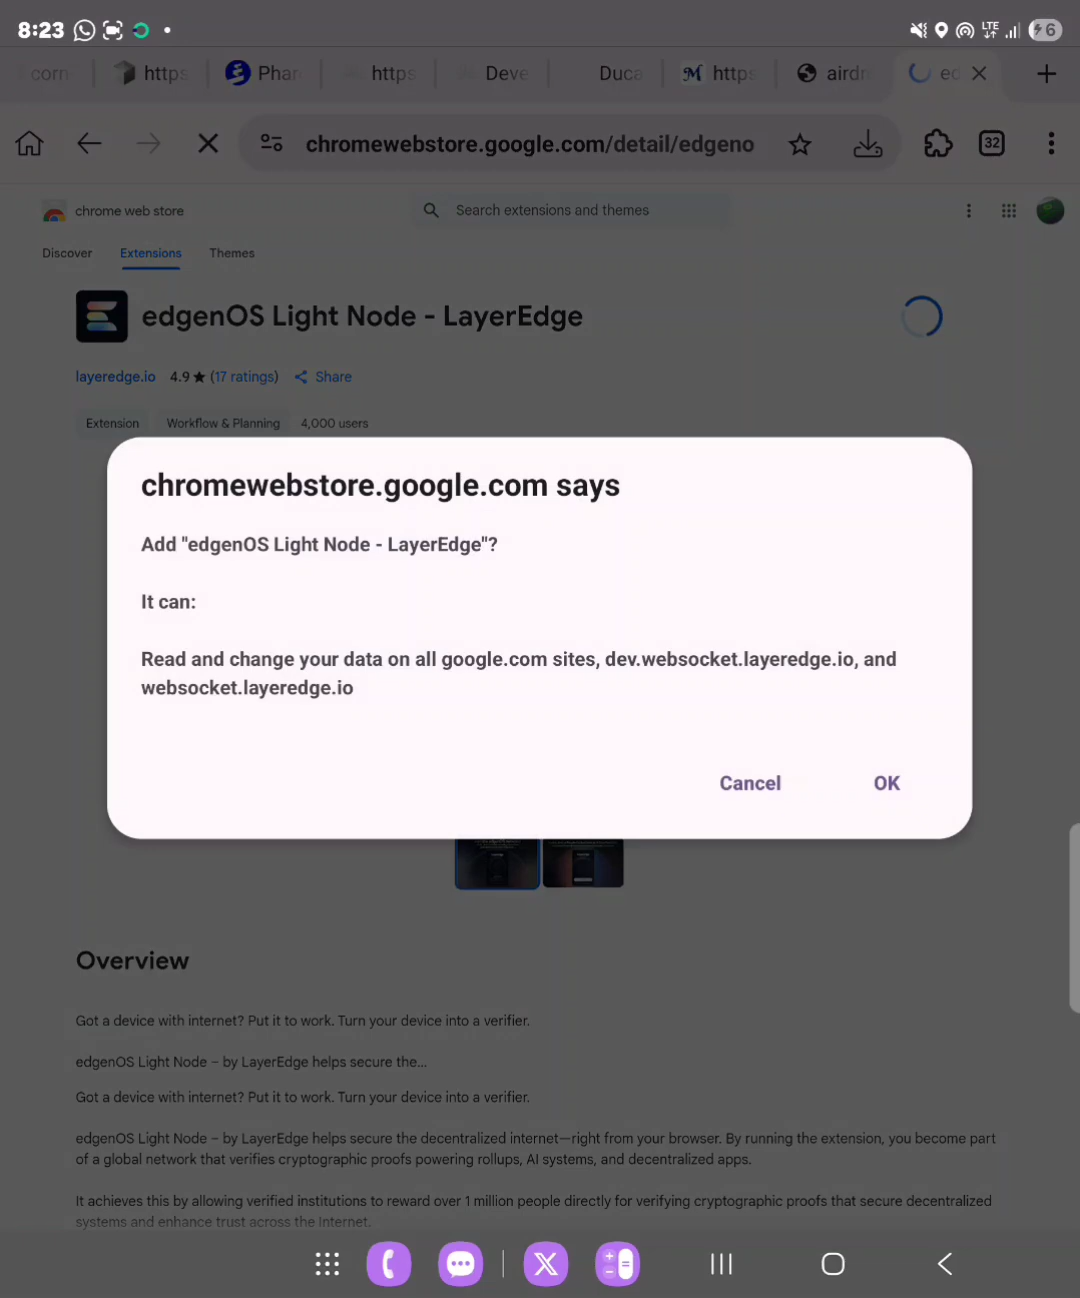 8:23
LTE
6
corn
https
Phar
https
Deve
Duca
https
airdr
ed
chromewebstore.google.com/detail/edgeno
32
chrome web store
Search extensions and themes
Discover
Extensions
Themes
edgenOS Light Node - LayerEdge
layeredge.io 4.9★ (17 ratings) Share
Extension
Workflow & Planning
4,000 users
chromewebstore.google.com says
Add "edgenOS Light Node - LayerEdge"?
It can:
Read and change your data on all google.com sites, dev.websocket.layeredge.io, and
websocket.layeredge.io
Cancel
OK
Overview
Got a device with internet? Put it to work. Turn your device into a verifier.
edgenOS Light Node – by LayerEdge helps secure the...
Got a device with internet? Put it to work. Turn your device into a verifier.
edgenOS Light Node – by LayerEdge helps secure the decentralized internet—right from your browser. By running the extension, you become part
of a global network that verifies cryptographic proofs powering rollups, AI systems, and decentralized apps.
It achieves this by allowing verified institutions to reward over 1 million people directly for verifying cryptographic proofs that secure decentralized
systems and enhance trust across the Internet.